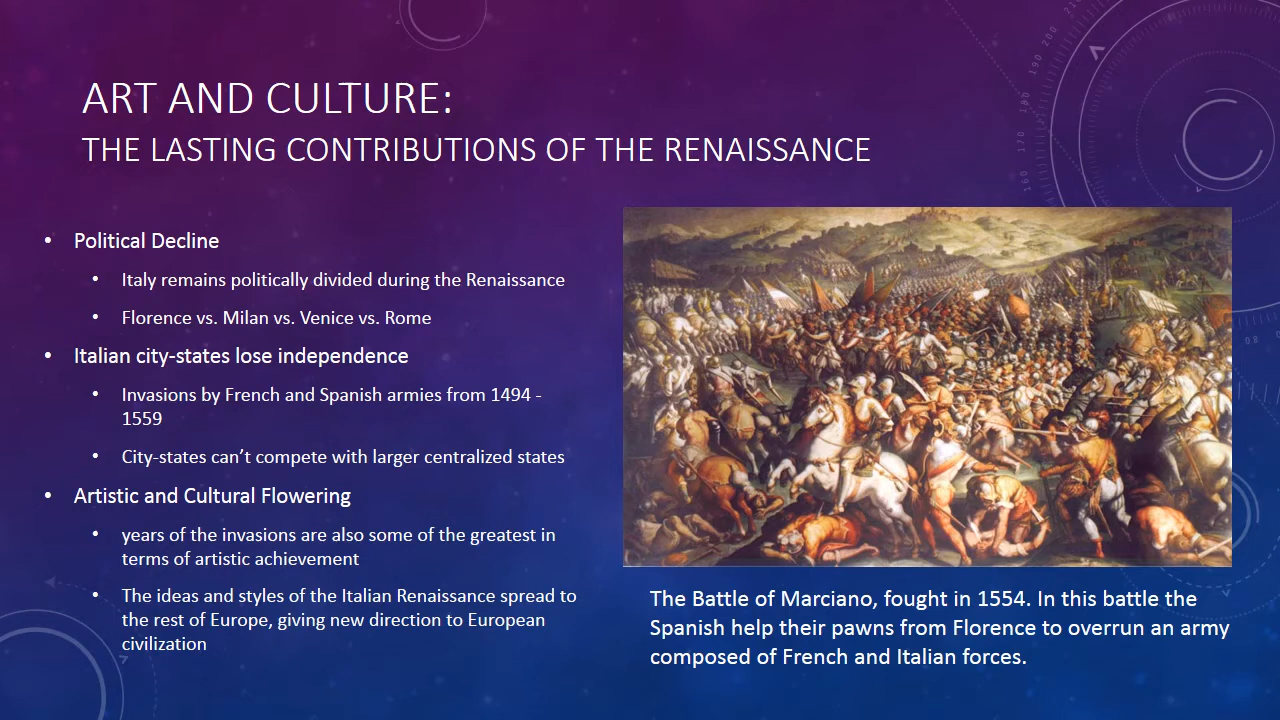 ART AND CULTURE:
THE LASTING CONTRIBUTIONS OF THE RENAISSANCE
• Political Decline
• Italy remains politically divided during the Renaissance
• Florence vs. Milan vs. Venice vs. Rome
• Italian city-states lose independence
• Invasions by French and Spanish armies from 1494 -
1559
• City-states can’t compete with larger centralized states
• Artistic and Cultural Flowering
• years of the invasions are also some of the greatest in
terms of artistic achievement
• The ideas and styles of the Italian Renaissance spread to
the rest of Europe, giving new direction to European
civilization
The Battle of Marciano, fought in 1554. In this battle the
Spanish help their pawns from Florence to overrun an army
composed of French and Italian forces.
160
170
180
190
200